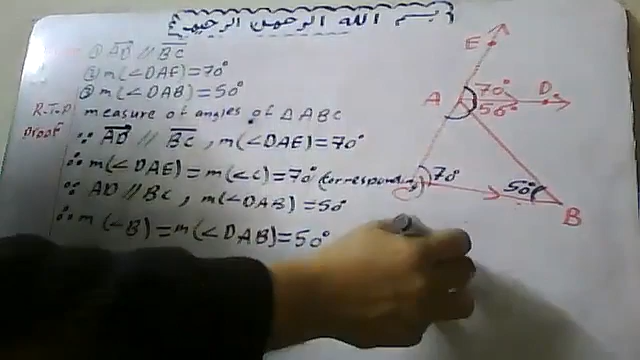 بسم الله الرحمن الرحيم
① AD // BC
② m(∠DAE)=70°
③ m(∠DAB)=50°
R.T.P measure of angles of △ABC
Proof
∵ AD // BC , m(∠DAE)=70°
∴ m(∠DAE)=m(∠C)=70° (corresponding)
∵ AD // BC , m(∠DAB)=50°
∴ m(∠B)=m(∠DAB)=50°
E
A 70° D
50°
C 70° 50° B